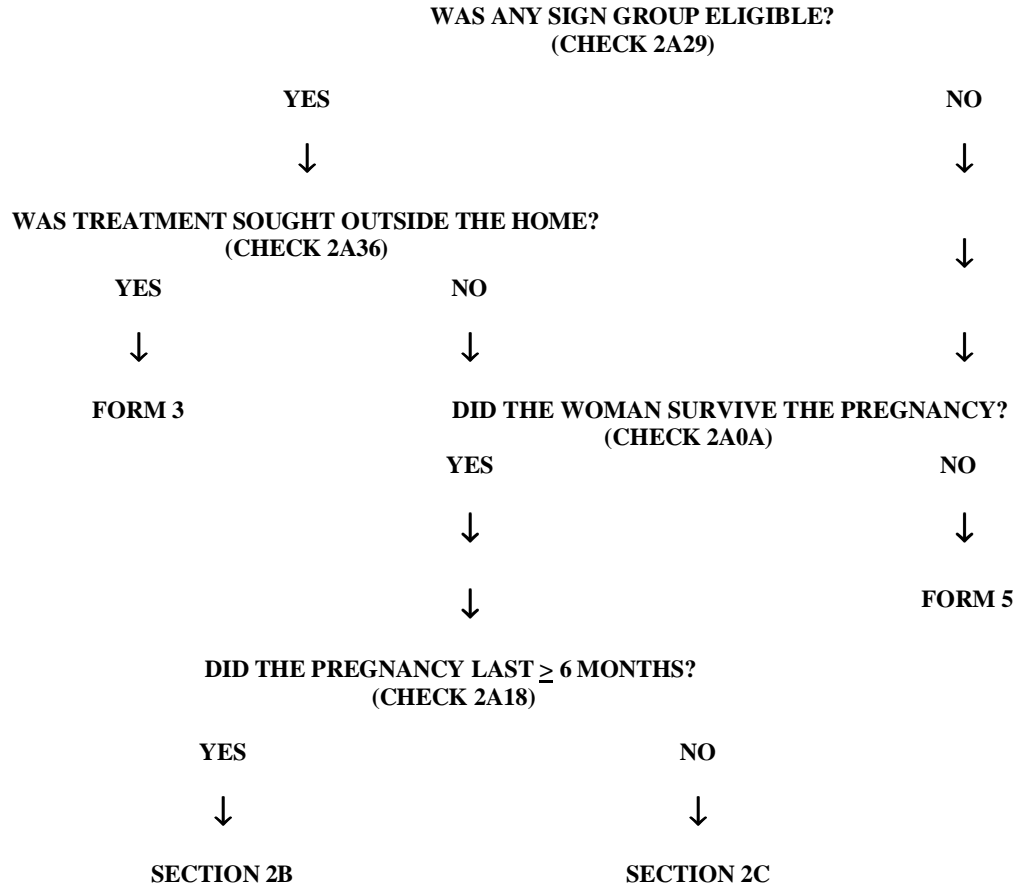 WAS ANY SIGN GROUP ELIGIBLE?
(CHECK 2A29)
YES NO
↓ ↓
WAS TREATMENT SOUGHT OUTSIDE THE HOME?
(CHECK 2A36)
↓
YES NO
↓ ↓ ↓
FORM 3 DID THE WOMAN SURVIVE THE PREGNANCY?
(CHECK 2A0A)
YES NO
↓ ↓
↓ FORM 5
DID THE PREGNANCY LAST ≥ 6 MONTHS?
(CHECK 2A18)
YES NO
↓ ↓
SECTION 2B SECTION 2C